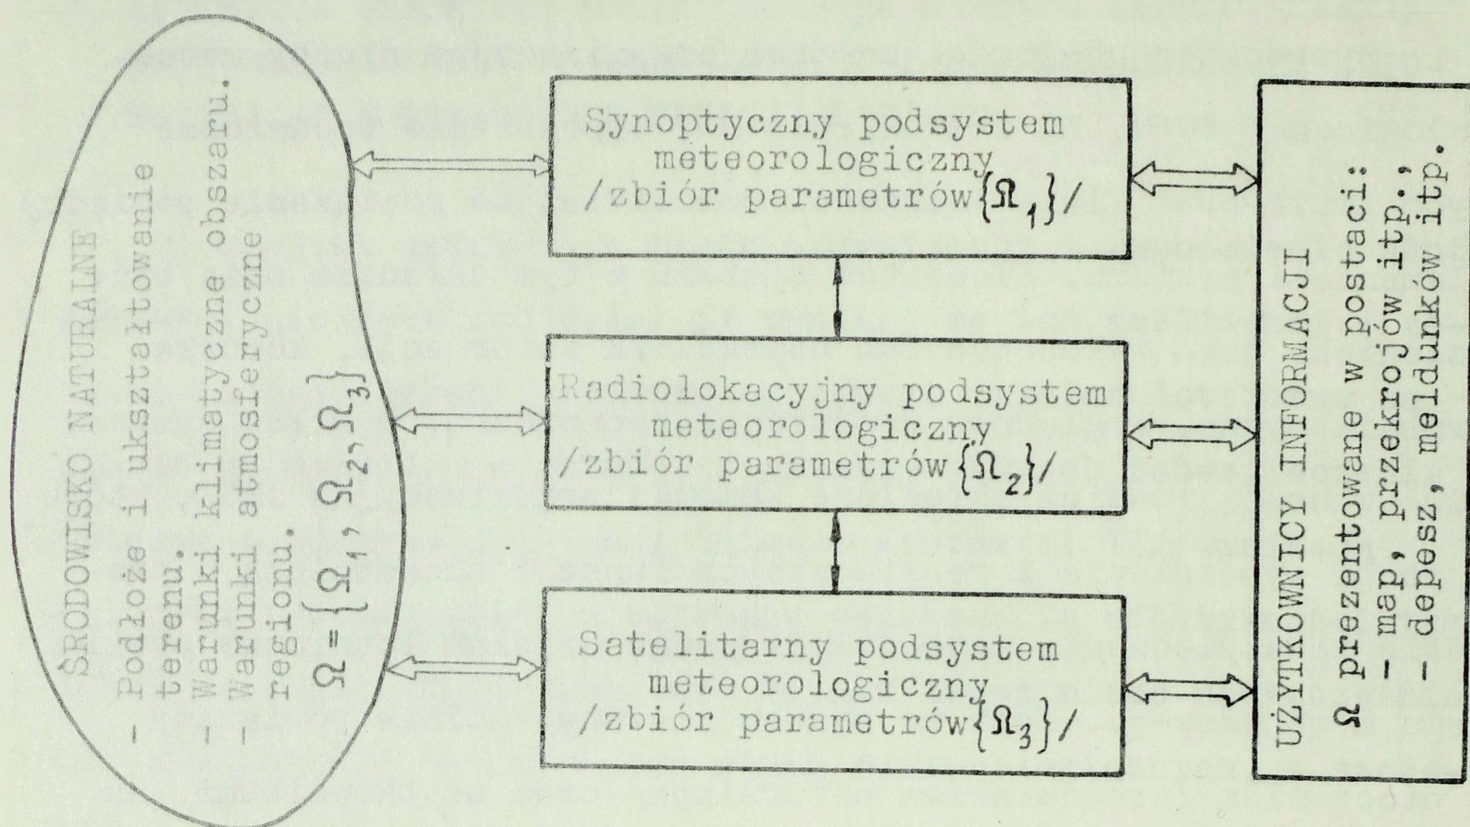 ŚRODOWISKO NATURALNE
- Podłoże i ukształtowanie
terenu.
- Warunki klimatyczne obszaru.
- Warunki atmosferyczne
regionu.
Ω = {Ω₁, Ω₂, Ω₃}
Synoptyczny podsystem
meteorologiczny
/zbiór parametrów{Ω₁}/
Radiolokacyjny podsystem
meteorologiczny
/zbiór parametrów{Ω₂}/
Satelitarny podsystem
meteorologiczny
/zbiór parametrów{Ω₃}/
UŻYTKOWNICY INFORMACJI
Ω prezentowane w postaci:
- map, przekrojów itp.,
- depesz, meldunków itp.